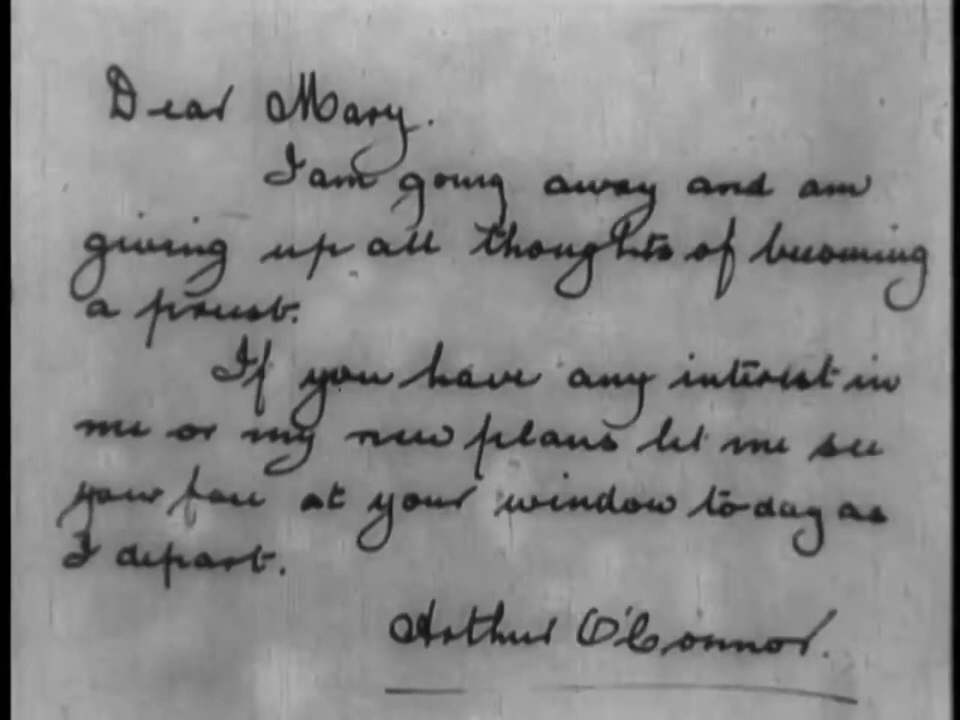 Dear Mary.
I am going away and am
giving up all thoughts of becoming
a priest.
If you have any interest in
me or my new plans let me see
your face at your window to-day as
I depart.
Arthur O'Connor.